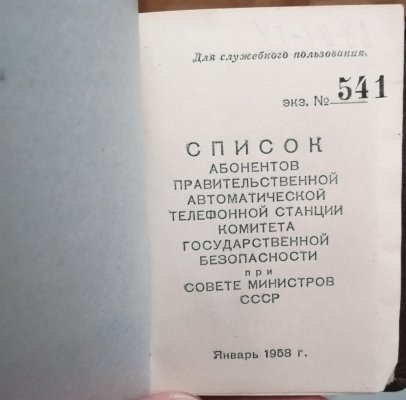 Для служебного пользования.
экз. № 541
СПИСОК
АБОНЕНТОВ
ПРАВИТЕЛЬСТВЕННОЙ
АВТОМАТИЧЕСКОЙ
ТЕЛЕФОННОЙ СТАНЦИИ
КОМИТЕТА
ГОСУДАРСТВЕННОЙ
БЕЗОПАСНОСТИ
при
СОВЕТЕ МИНИСТРОВ
СССР
Январь 1958 г.